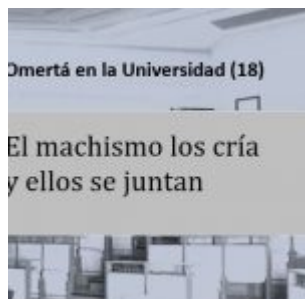 Omertá en la Universidad (18)
El machismo los cría
y ellos se juntan